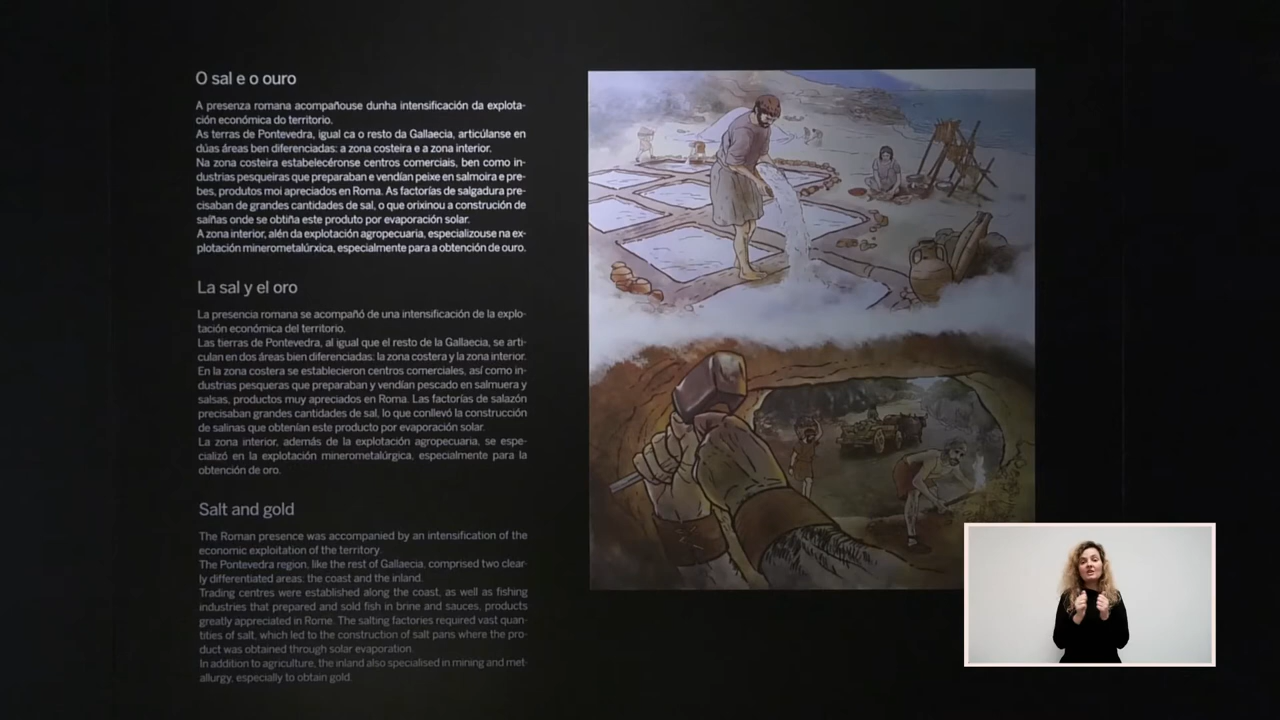 O sal e o ouro
A presenza romana acompañouse dunha intensificación da explota-
ción económica do territorio.
As terras de Pontevedra, igual ca o resto da Gallaecia, articúlanse en
dúas áreas ben diferenciadas: a zona costeira e a zona interior.
Na zona costeira estabelecéronse centros comerciais, ben como in-
dustrias pesqueiras que preparaban e vendían peixe en salmoira e pre-
bes, produtos moi apreciados en Roma. As factorías de salgadura pre-
cisaban de grandes cantidades de sal, o que orixinou a construción de
saíñas onde se obtiña este produto por evaporación solar.
A zona interior, alén da explotación agropecuaria, especializouse na ex-
plotación minerometalúrxica, especialmente para a obtención de ouro.
La sal y el oro
La presencia romana se acompañó de una intensificación de la explo-
tación económica del territorio.
Las tierras de Pontevedra, al igual que el resto de la Gallaecia, se arti-
culan en dos áreas bien diferenciadas: la zona costera y la zona interior.
En la zona costera se establecieron centros comerciales, así como in-
dustrias pesqueras que preparaban y vendían pescado en salmuera y
salsas, productos muy apreciados en Roma. Las factorías de salazón
precisaban grandes cantidades de sal, lo que conllevó la construcción
de salinas que obtenían este producto por evaporación solar.
La zona interior, además de la explotación agropecuaria, se espe-
cializó en la explotación minerometalúrgica, especialmente para la
obtención de oro.
Salt and gold
The Roman presence was accompanied by an intensification of the
economic exploitation of the territory.
The Pontevedra region, like the rest of Gallaecia, comprised two clear-
ly differentiated areas: the coast and the inland.
Trading centres were established along the coast, as well as fishing
industries that prepared and sold fish in brine and sauces, products
greatly appreciated in Rome. The salting factories required vast quan-
tities of salt, which led to the construction of salt pans where the pro-
duct was obtained through solar evaporation.
In addition to agriculture, the inland also specialised in mining and met-
allurgy, especially to obtain gold.